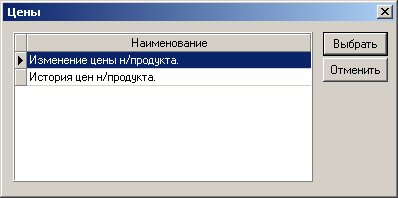 Цены
Наименование
Изменение цены н/продукта.
История цен н/продукта.
Выбрать
Отменить